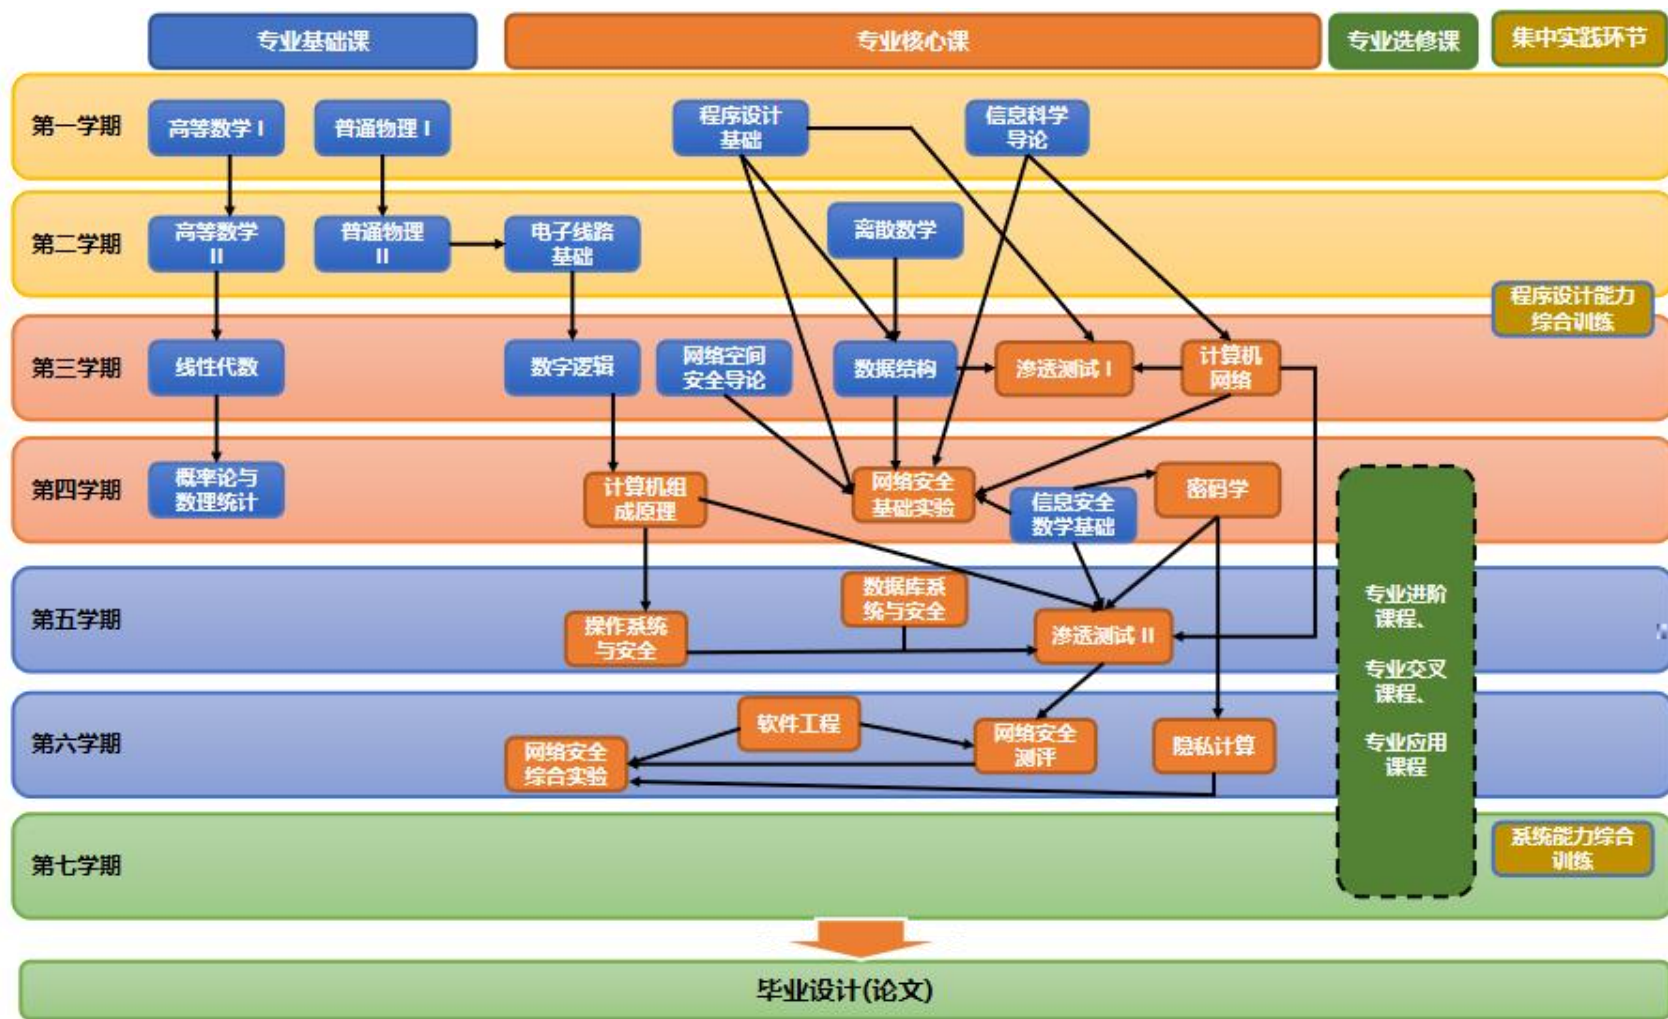 专业基础课
专业核心课
专业选修课
集中实践环节
第一学期
高等数学 I
普通物理 I
程序设计
基础
信息科学
导论
第二学期
高等数学
II
普通物理
II
电子线路
基础
离散数学
程序设计能力
综合训练
第三学期
线性代数
数字逻辑
网络空间
安全导论
数据结构
渗透测试 I
计算机
网络
第四学期
概率论与
数理统计
计算机组
成原理
网络安全
基础实验
信息安全
数学基础
密码学
第五学期
操作系统
与安全
数据库系
统与安全
渗透测试 II
专业进阶
课程、
专业交叉
课程、
专业应用
课程
第六学期
网络安全
综合实验
软件工程
网络安全
测评
隐私计算
第七学期
系统能力综合
训练
毕业设计(论文)